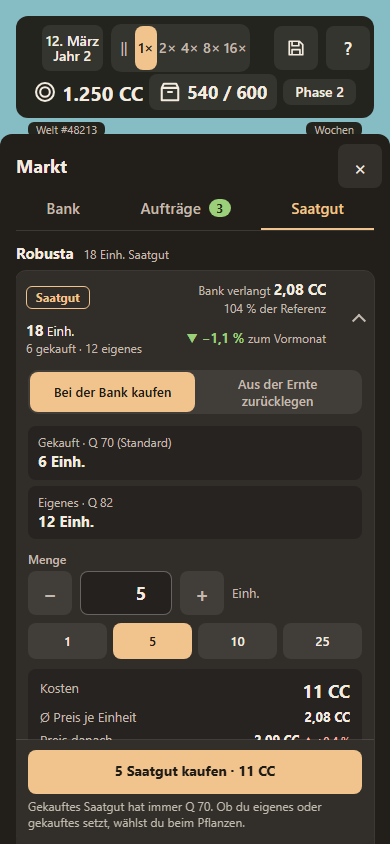 12. März
Jahr 2
|| 1× 2× 4× 8× 16×
?
1.250 CC
540 / 600
Phase 2
Welt #48213
Wochen
Markt
×
Bank
Aufträge 3
Saatgut
Robusta 18 Einh. Saatgut
Saatgut
Bank verlangt 2,08 CC
104 % der Referenz
18 Einh.
6 gekauft · 12 eigenes
▼ −1,1 % zum Vormonat
Bei der Bank kaufen
Aus der Ernte
zurücklegen
Gekauft · Q 70 (Standard)
6 Einh.
Eigenes · Q 82
12 Einh.
Menge
− 5 + Einh.
1 5 10 25
Kosten 11 CC
Ø Preis je Einheit 2,08 CC
Preis danach 2,09 CC
5 Saatgut kaufen · 11 CC
Gekauftes Saatgut hat immer Q 70. Ob du eigenes oder
gekauftes setzt, wählst du beim Pflanzen.